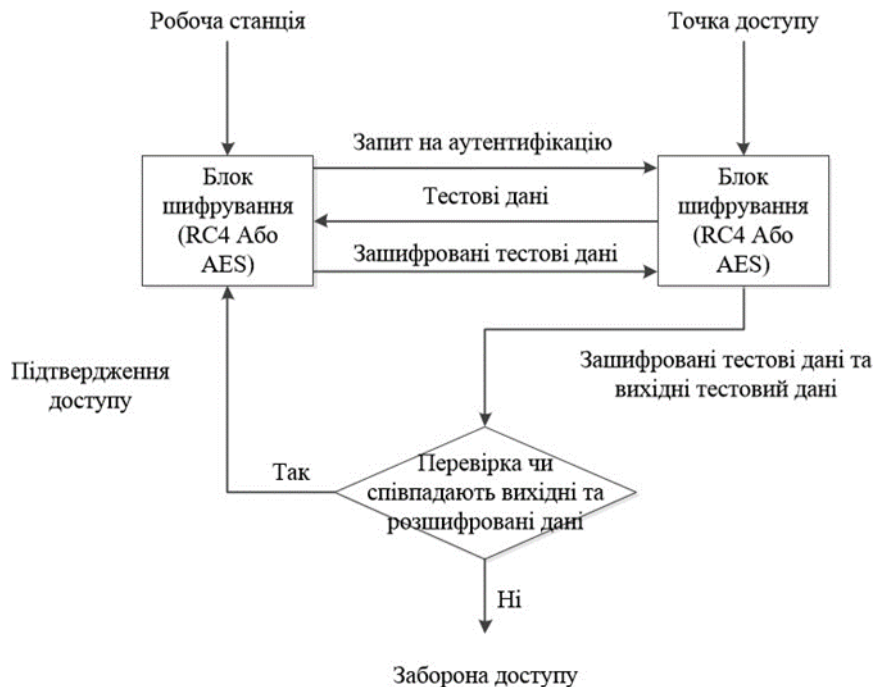 Робоча станція
Точка доступу
Запит на аутентифікацію
Блок
шифрування
(RC4 Або
AES)
Тестові дані
Зашифровані тестові дані
Блок
шифрування
(RC4 Або
AES)
Зашифровані тестові дані та
вихідні тестовий дані
Підтвердження
доступу
Так
Перевірка чи
співпадають вихідні та
розшифровані дані
Ні
Заборона доступу